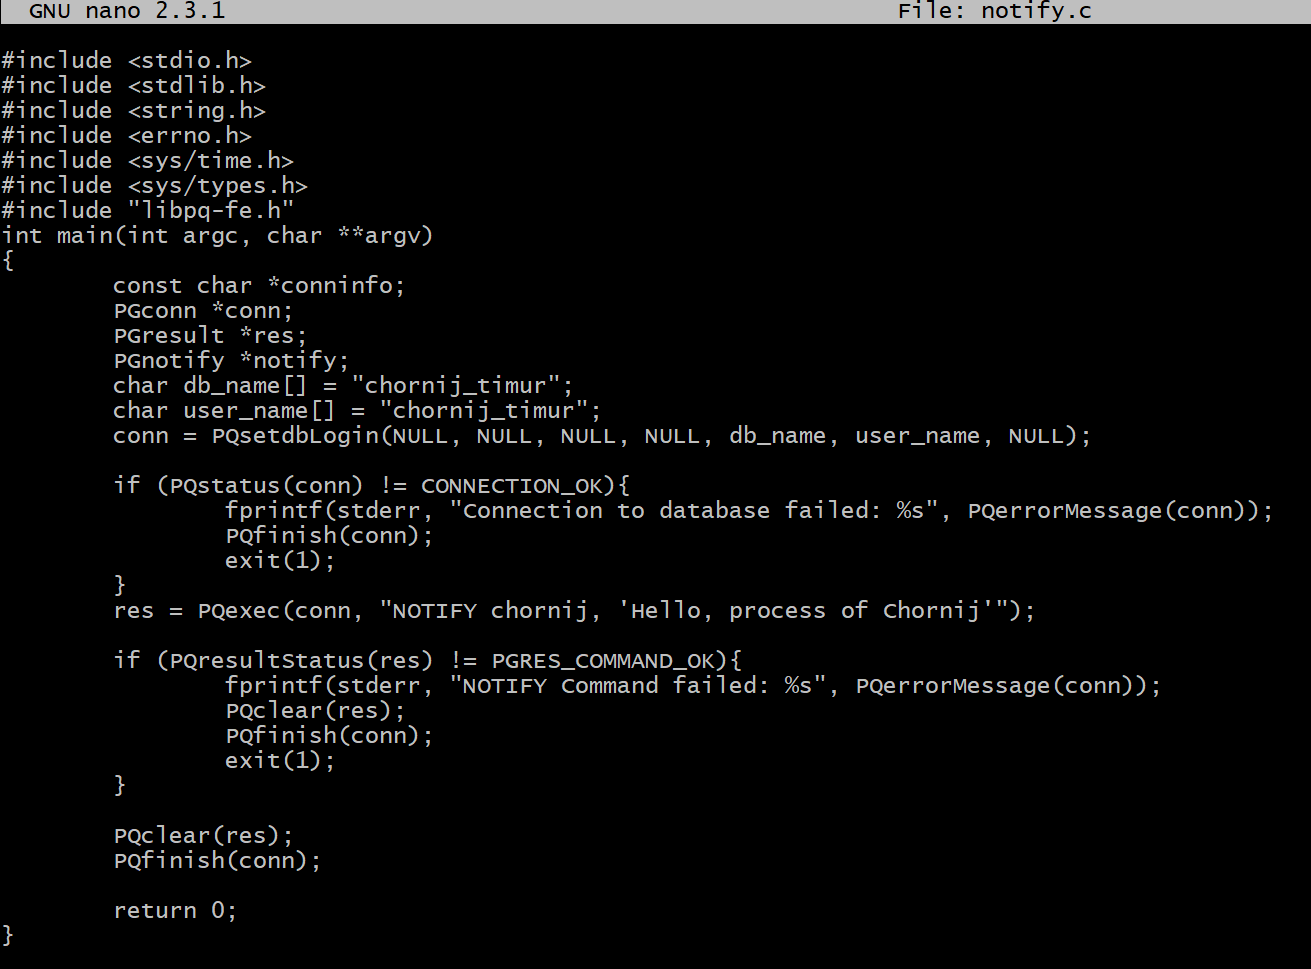 GNU nano 2.3.1 File: notify.c
#include <stdio.h>
#include <stdlib.h>
#include <string.h>
#include <errno.h>
#include <sys/time.h>
#include <sys/types.h>
#include "libpq-fe.h"
int main(int argc, char **argv)
{
        const char *conninfo;
        PGconn *conn;
        PGresult *res;
        PGnotify *notify;
        char db_name[] = "chornij_timur";
        char user_name[] = "chornij_timur";
        conn = PQsetdbLogin(NULL, NULL, NULL, NULL, db_name, user_name, NULL);
        if (PQstatus(conn) != CONNECTION_OK){
                fprintf(stderr, "Connection to database failed: %s", PQerrorMessage(conn));
                PQfinish(conn);
                exit(1);
        }
        res = PQexec(conn, "NOTIFY chornij, 'Hello, process of Chornij'");
        if (PQresultStatus(res) != PGRES_COMMAND_OK){
                fprintf(stderr, "NOTIFY Command failed: %s", PQerrorMessage(conn));
                PQclear(res);
                PQfinish(conn);
                exit(1);
        }
        PQclear(res);
        PQfinish(conn);
        return 0;
}